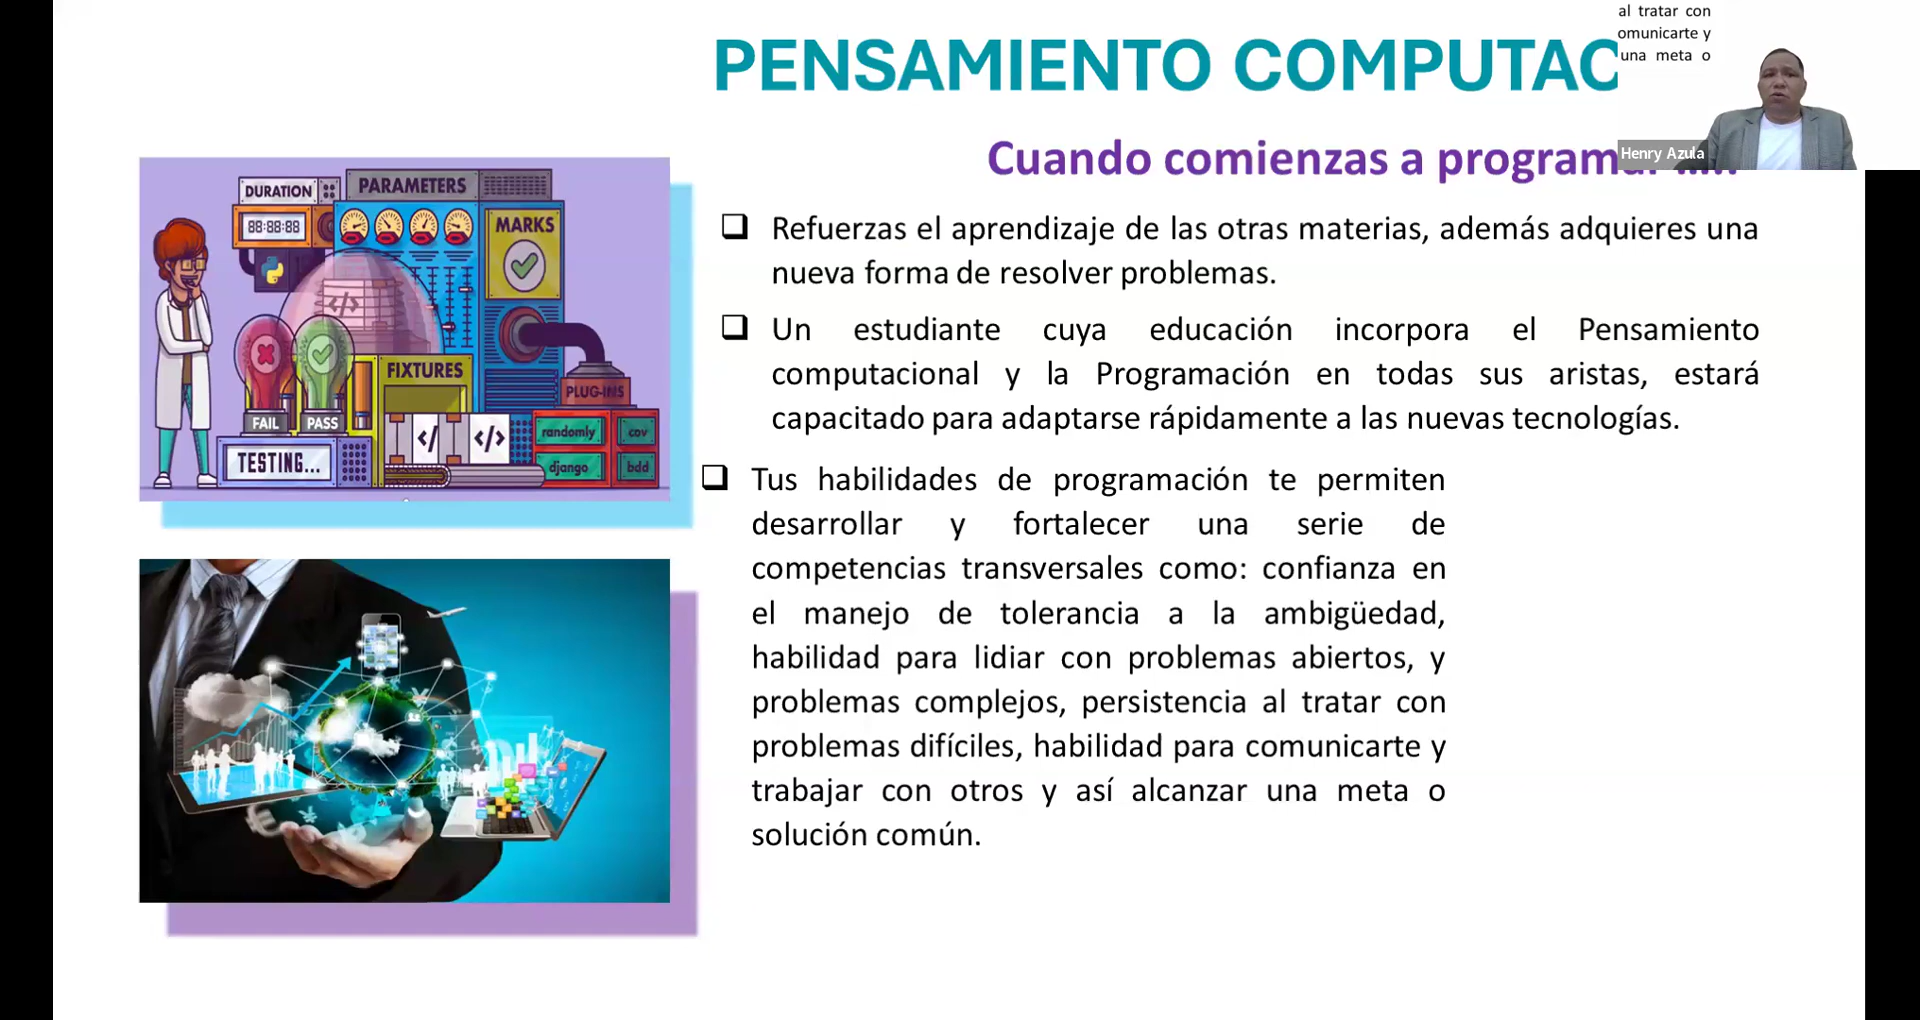 al tratar con
omunicarte y
una meta o
PENSAMIENTO COMPUTAC
Henry Azula
Cuando comienzas a programar
DURATION
88:88:88
PARAMETERS
MARKS
</>
FIXTURES
PLUG-INS
FAIL
PASS
</
</>
randomly
cov
TESTING...
django
bdd
❑ Refuerzas el aprendizaje de las otras materias, además adquieres una
nueva forma de resolver problemas.
❑ Un estudiante cuya educación incorpora el Pensamiento
computacional y la Programación en todas sus aristas, estará
capacitado para adaptarse rápidamente a las nuevas tecnologías.
❑ Tus habilidades de programación te permiten
desarrollar y fortalecer una serie de
competencias transversales como: confianza en
el manejo de tolerancia a la ambigüedad,
habilidad para lidiar con problemas abiertos, y
problemas complejos, persistencia al tratar con
problemas difíciles, habilidad para comunicarte y
trabajar con otros y así alcanzar una meta o
solución común.